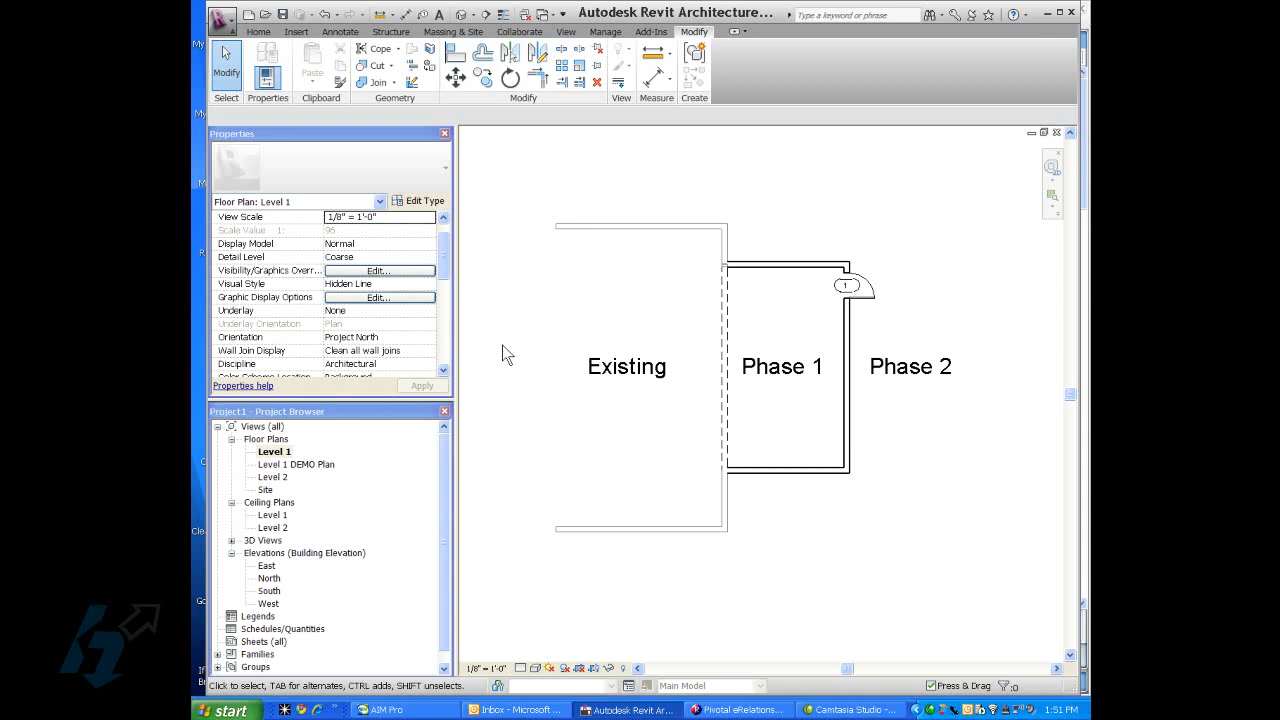 Autodesk Revit Architecture...
Type a keyword or phrase
Home Insert Annotate Structure Massing & Site Collaborate View Manage Add-Ins Modify
Modify
Paste
Cope
Cut
Join
Select Properties Clipboard Geometry Modify View Measure Create
Properties
Floor Plan: Level 1 Edit Type
View Scale 1/8" = 1'-0"
Scale Value 1: 96
Display Model Normal
Detail Level Coarse
Visibility/Graphics Overr... Edit...
Visual Style Hidden Line
Graphic Display Options Edit...
Underlay None
Underlay Orientation Plan
Orientation Project North
Wall Join Display Clean all wall joins
Discipline Architectural
Color Scheme Location Background
Properties help Apply
Project1 - Project Browser
Views (all)
Floor Plans
Level 1
Level 1 DEMO Plan
Level 2
Site
Ceiling Plans
Level 1
Level 2
3D Views
Elevations (Building Elevation)
East
North
South
West
Legends
Schedules/Quantities
Sheets (all)
Families
Groups
1
Existing Phase 1 Phase 2
1/8" = 1'-0"
Click to select, TAB for alternates, CTRL adds, SHIFT unselects.
Main Model
Press & Drag
:0
start
AIM Pro
Inbox - Microsoft ...
Autodesk Revit Ar...
Pivotal eRelations...
Camtasia Studio -...
1:51 PM